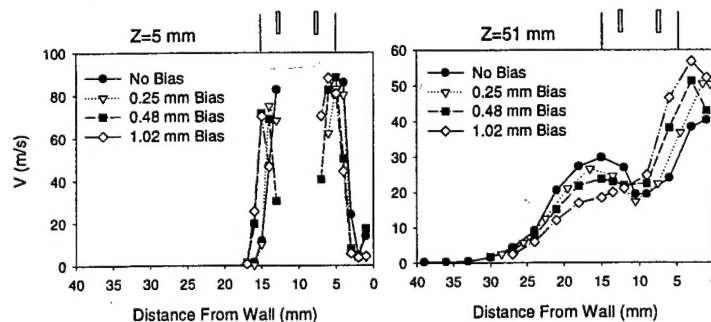 Z=5 mm
100
80
60
40
20
0
V (m/s)
No Bias
0.25 mm Bias
0.48 mm Bias
1.02 mm Bias
40 35 30 25 20 15 10 5 0
Distance From Wall (mm)
Z=51 mm
60
50
40
30
20
10
0
No Bias
0.25 mm Bias
0.48 mm Bias
1.02 mm Bias
40 35 30 25 20 15 10 5 0
Distance From Wall (mm)